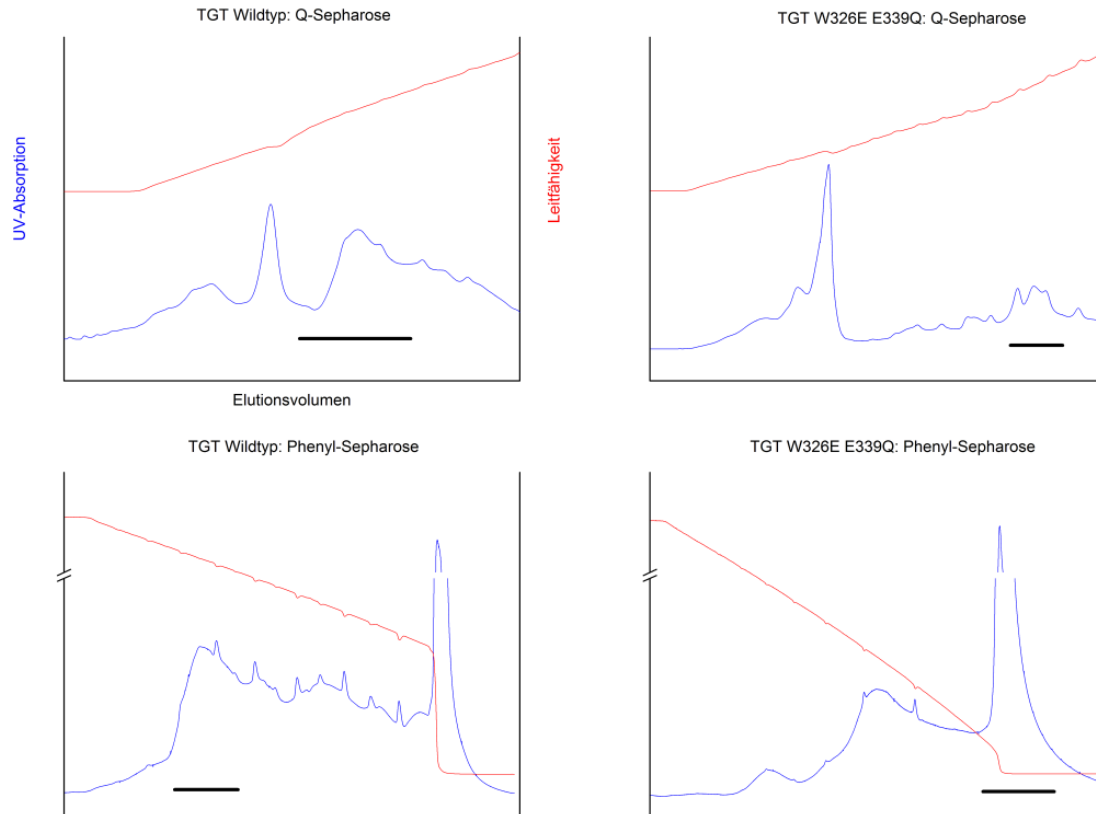 TGT Wildtyp: Q-Sepharose
TGT W326E E339Q: Q-Sepharose
UV-Absorption
Leitfähigkeit
Elutionsvolumen
TGT Wildtyp: Phenyl-Sepharose
TGT W326E E339Q: Phenyl-Sepharose